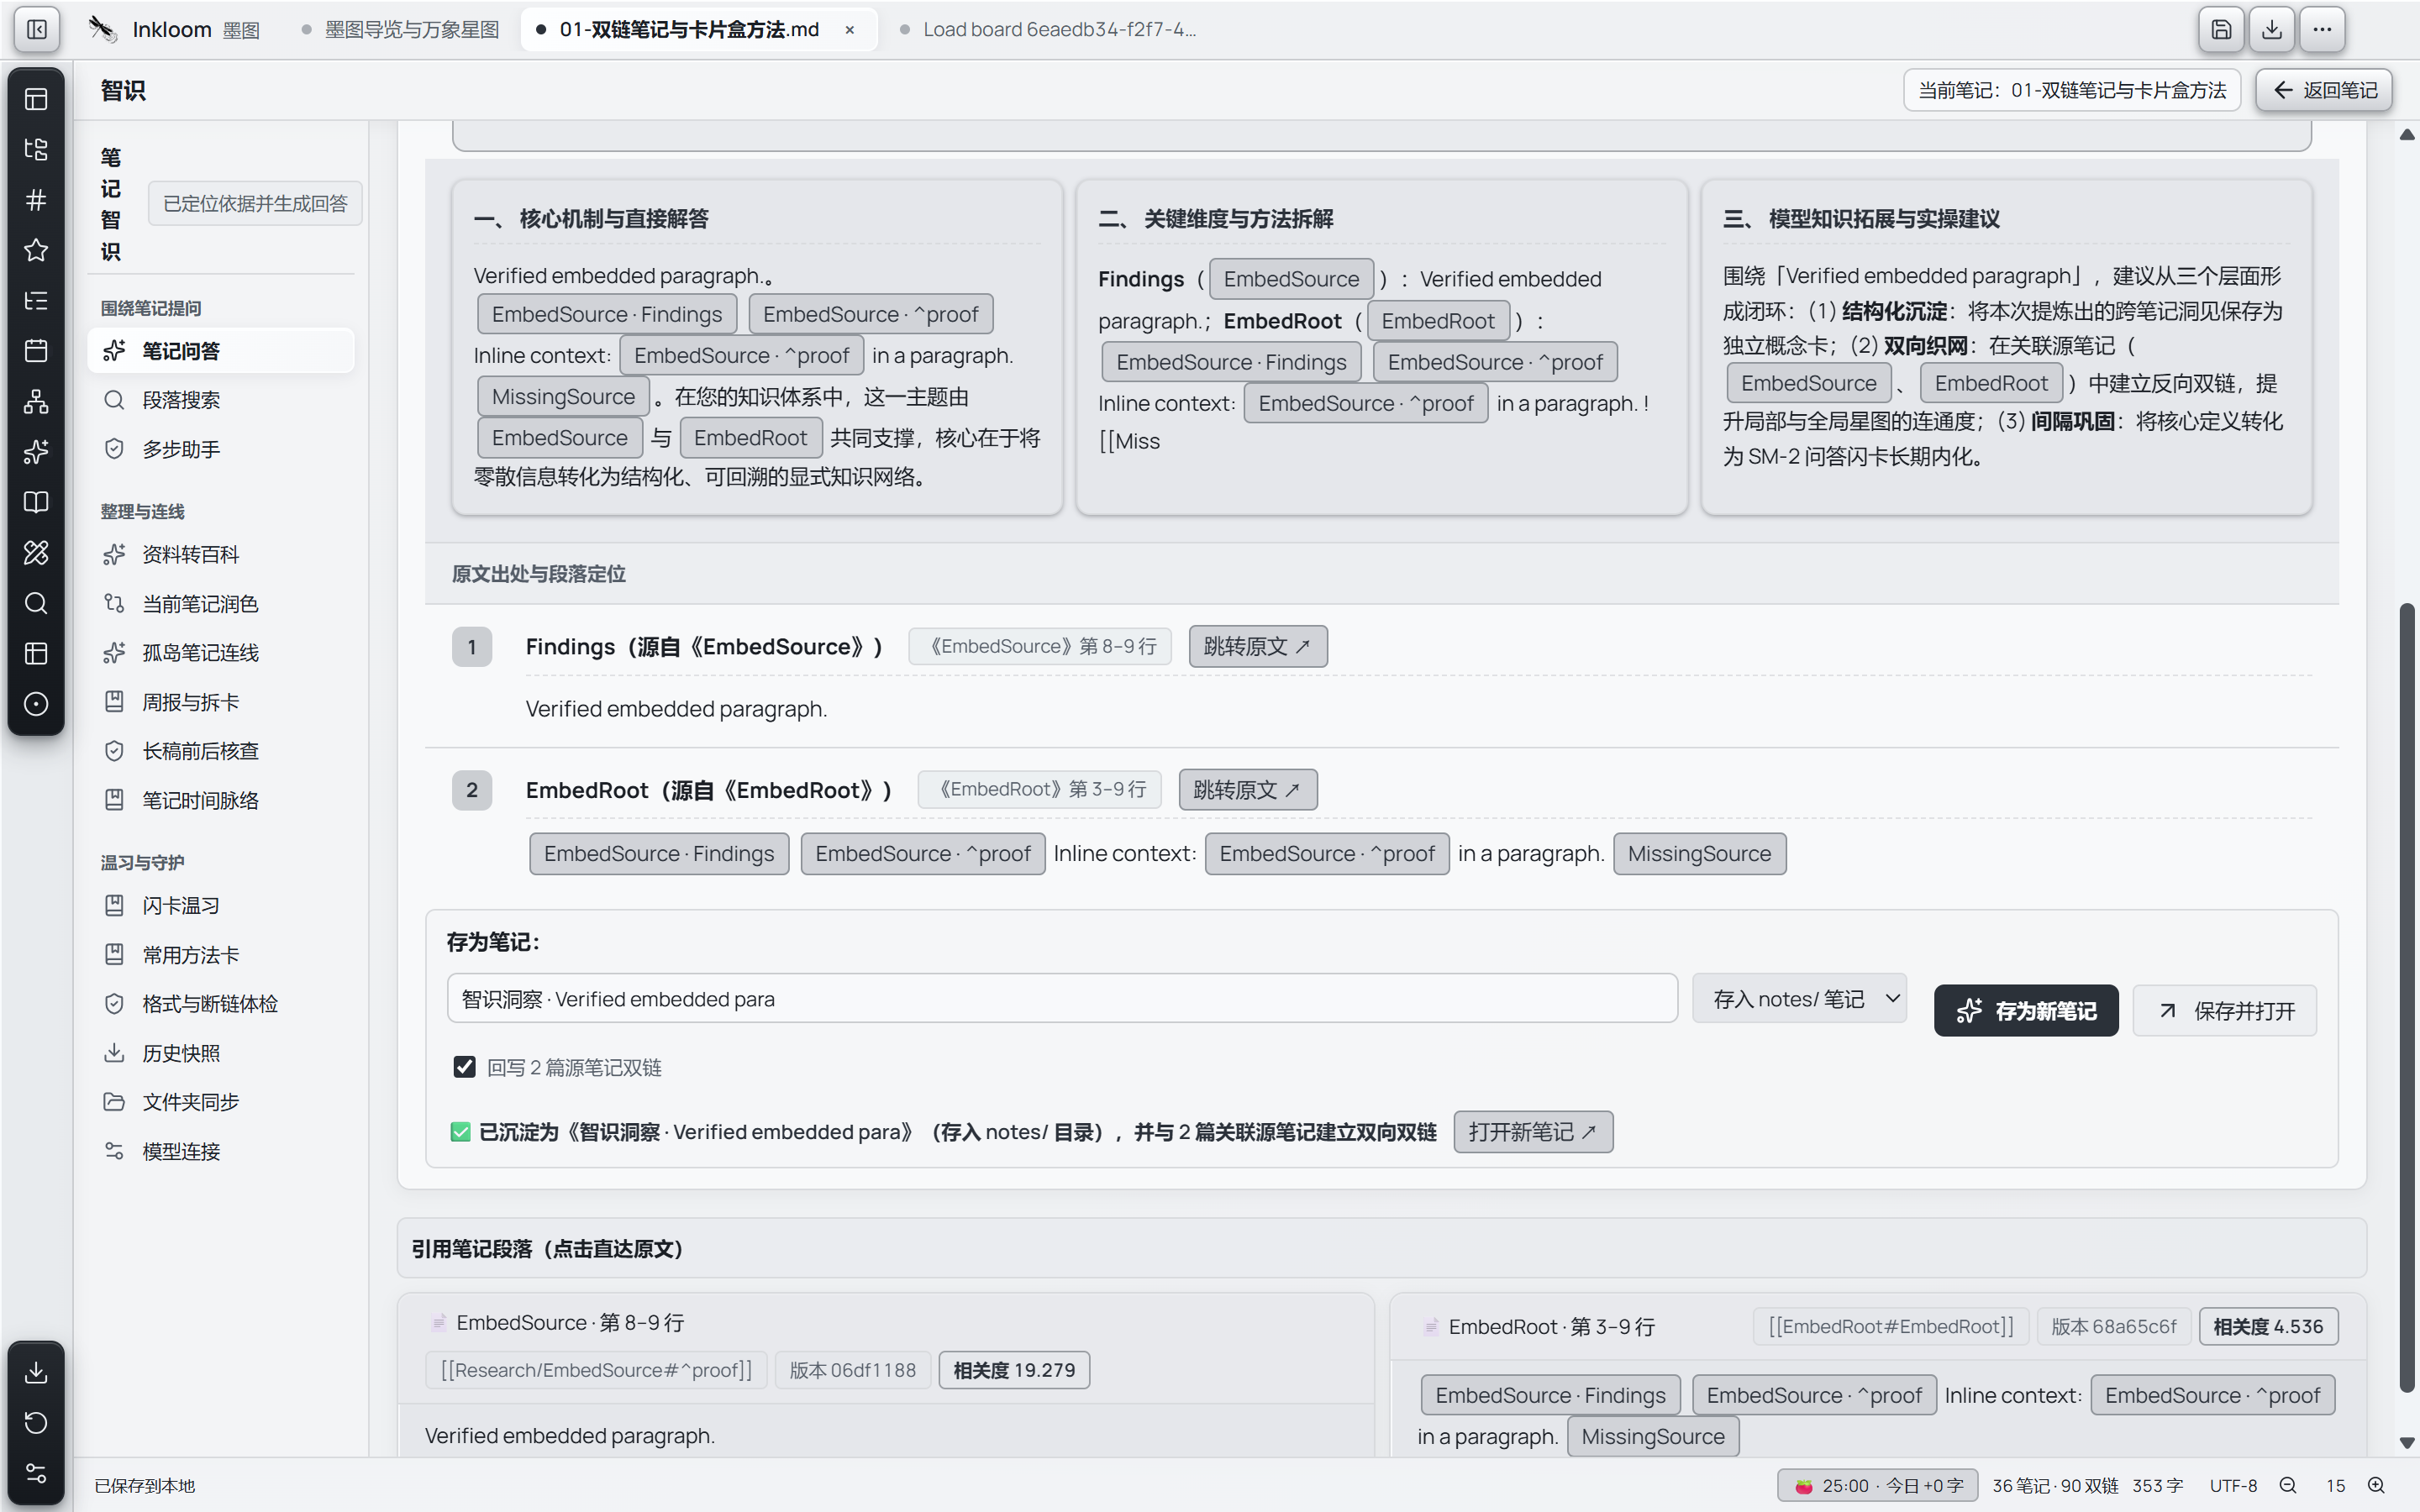 Inkloom 墨图
墨图导览与万象星图
01-双链笔记与卡片盒方法.md ×
Load board 6eaedb34-f2f7-4...
智识
当前笔记：01-双链笔记与卡片盒方法
返回笔记
笔记智识
已定位依据并生成回答
围绕笔记提问
笔记问答
段落搜索
多步助手
整理与连线
资料转百科
当前笔记润色
孤岛笔记连线
周报与拆卡
长稿前后核查
笔记时间脉络
温习与守护
闪卡温习
常用方法卡
格式与断链体检
历史快照
文件夹同步
模型连接
一、 核心机制与直接解答
Verified embedded paragraph.。
EmbedSource · Findings EmbedSource · ^proof
Inline context: EmbedSource · ^proof in a paragraph.
MissingSource 。在您的知识体系中，这一主题由
EmbedSource 与 EmbedRoot 共同支撑，核心在于将
零散信息转化为结构化、可回溯的显式知识网络。
二、 关键维度与方法拆解
Findings（ EmbedSource ）：Verified embedded
paragraph.；EmbedRoot（ EmbedRoot ）：
EmbedSource · Findings EmbedSource · ^proof
Inline context: EmbedSource · ^proof in a paragraph. !
[[Miss
三、 模型知识拓展与实操建议
围绕「Verified embedded paragraph」，建议从三个层面形
成闭环：(1) 结构化沉淀：将本次提炼出的跨笔记洞见保存为
独立概念卡；(2) 双向织网：在关联源笔记（
EmbedSource 、 EmbedRoot ）中建立反向双链，提
升局部与全局星图的连通度；(3) 间隔巩固：将核心定义转化
为 SM-2 问答闪卡长期内化。
原文出处与段落定位
1 Findings（源自《EmbedSource》） 《EmbedSource》第 8–9 行 跳转原文 ↗
Verified embedded paragraph.
2 EmbedRoot（源自《EmbedRoot》） 《EmbedRoot》第 3–9 行 跳转原文 ↗
EmbedSource · Findings EmbedSource · ^proof Inline context: EmbedSource · ^proof in a paragraph. MissingSource
存为笔记：
智识洞察 · Verified embedded para
存入 notes/ 笔记
存为新笔记
保存并打开
回写 2 篇源笔记双链
✅ 已沉淀为《智识洞察 · Verified embedded para》（存入 notes/ 目录），并与 2 篇关联源笔记建立双向双链 打开新笔记 ↗
引用笔记段落（点击直达原文）
EmbedSource · 第 8–9 行
[[Research/EmbedSource#^proof]] 版本 06df1188 相关度 19.279
Verified embedded paragraph.
EmbedRoot · 第 3–9 行 [[EmbedRoot#EmbedRoot]] 版本 68a65c6f 相关度 4.536
EmbedSource · Findings EmbedSource · ^proof Inline context: EmbedSource · ^proof
in a paragraph. MissingSource
已保存到本地
25:00 · 今日 +0 字
36 笔记 · 90 双链 353 字 UTF-8 15